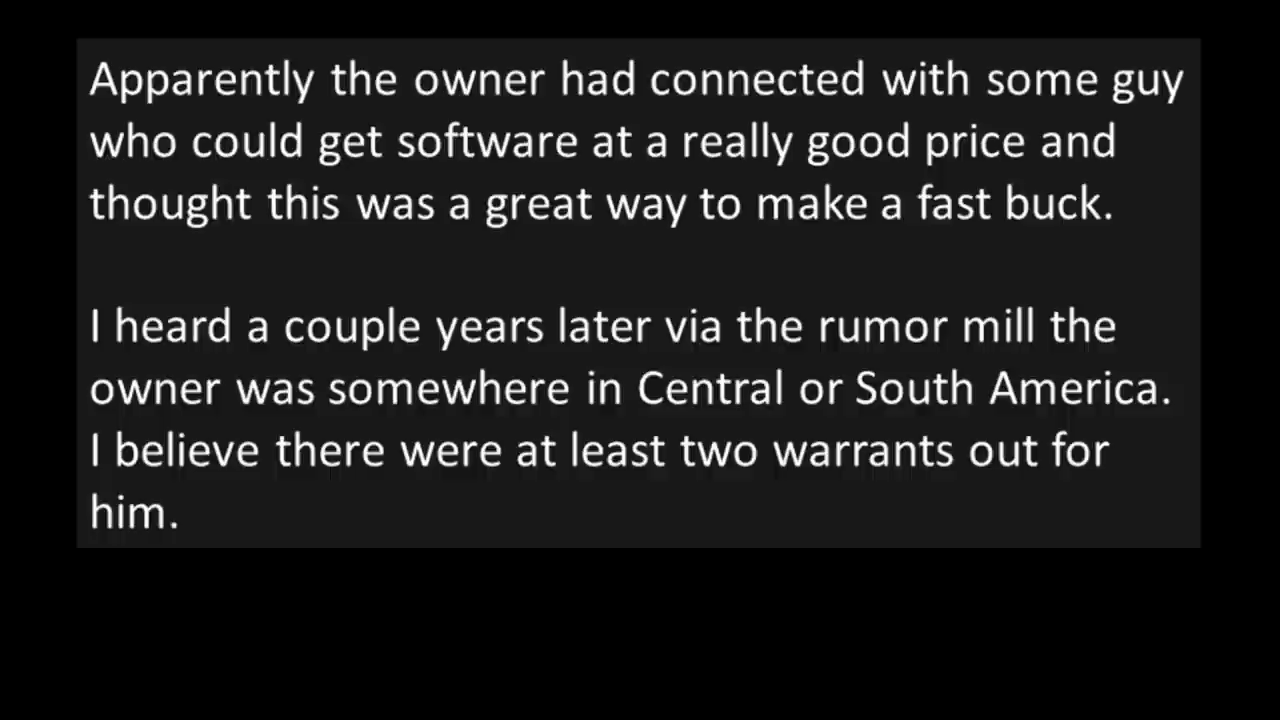 Apparently the owner had connected with some guy
who could get software at a really good price and
thought this was a great way to make a fast buck.
I heard a couple years later via the rumor mill the
owner was somewhere in Central or South America.
I believe there were at least two warrants out for
him.